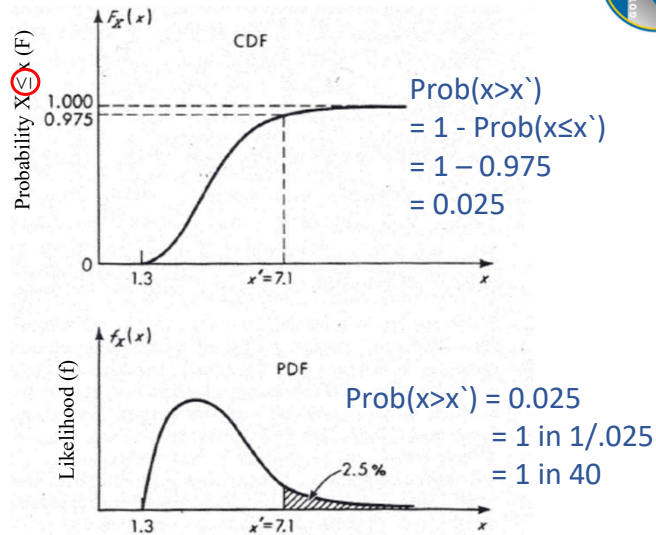 F_X(x)
CDF
Probability X ≤ x (F)
1.000
0.975
0
1.3
x'=7.1
x
Prob(x>x`)
= 1 - Prob(x≤x`)
= 1 – 0.975
= 0.025
f_X(x)
PDF
Likelihood (f)
2.5%
1.3
x'=7.1
x
Prob(x>x`) = 0.025
= 1 in 1/.025
= 1 in 40